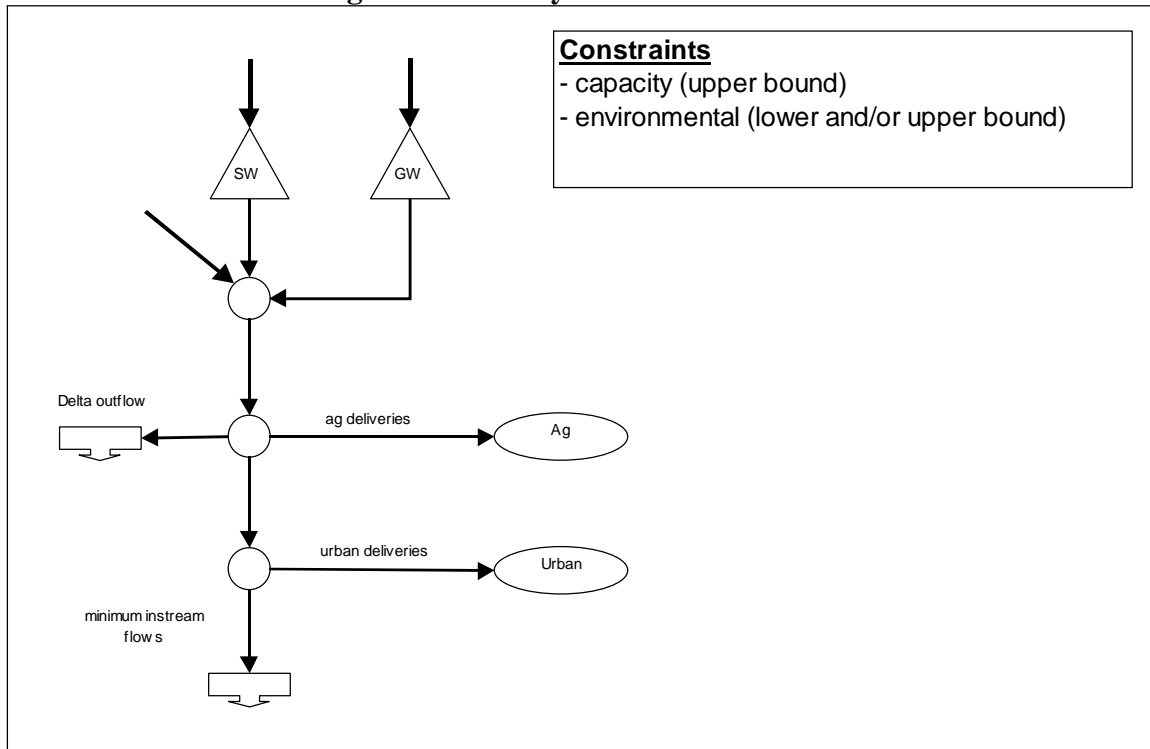 Constraints
- capacity (upper bound)
- environmental (lower and/or upper bound)
SW
GW
Delta outflow
ag deliveries
Ag
urban deliveries
Urban
minimum instream
flows